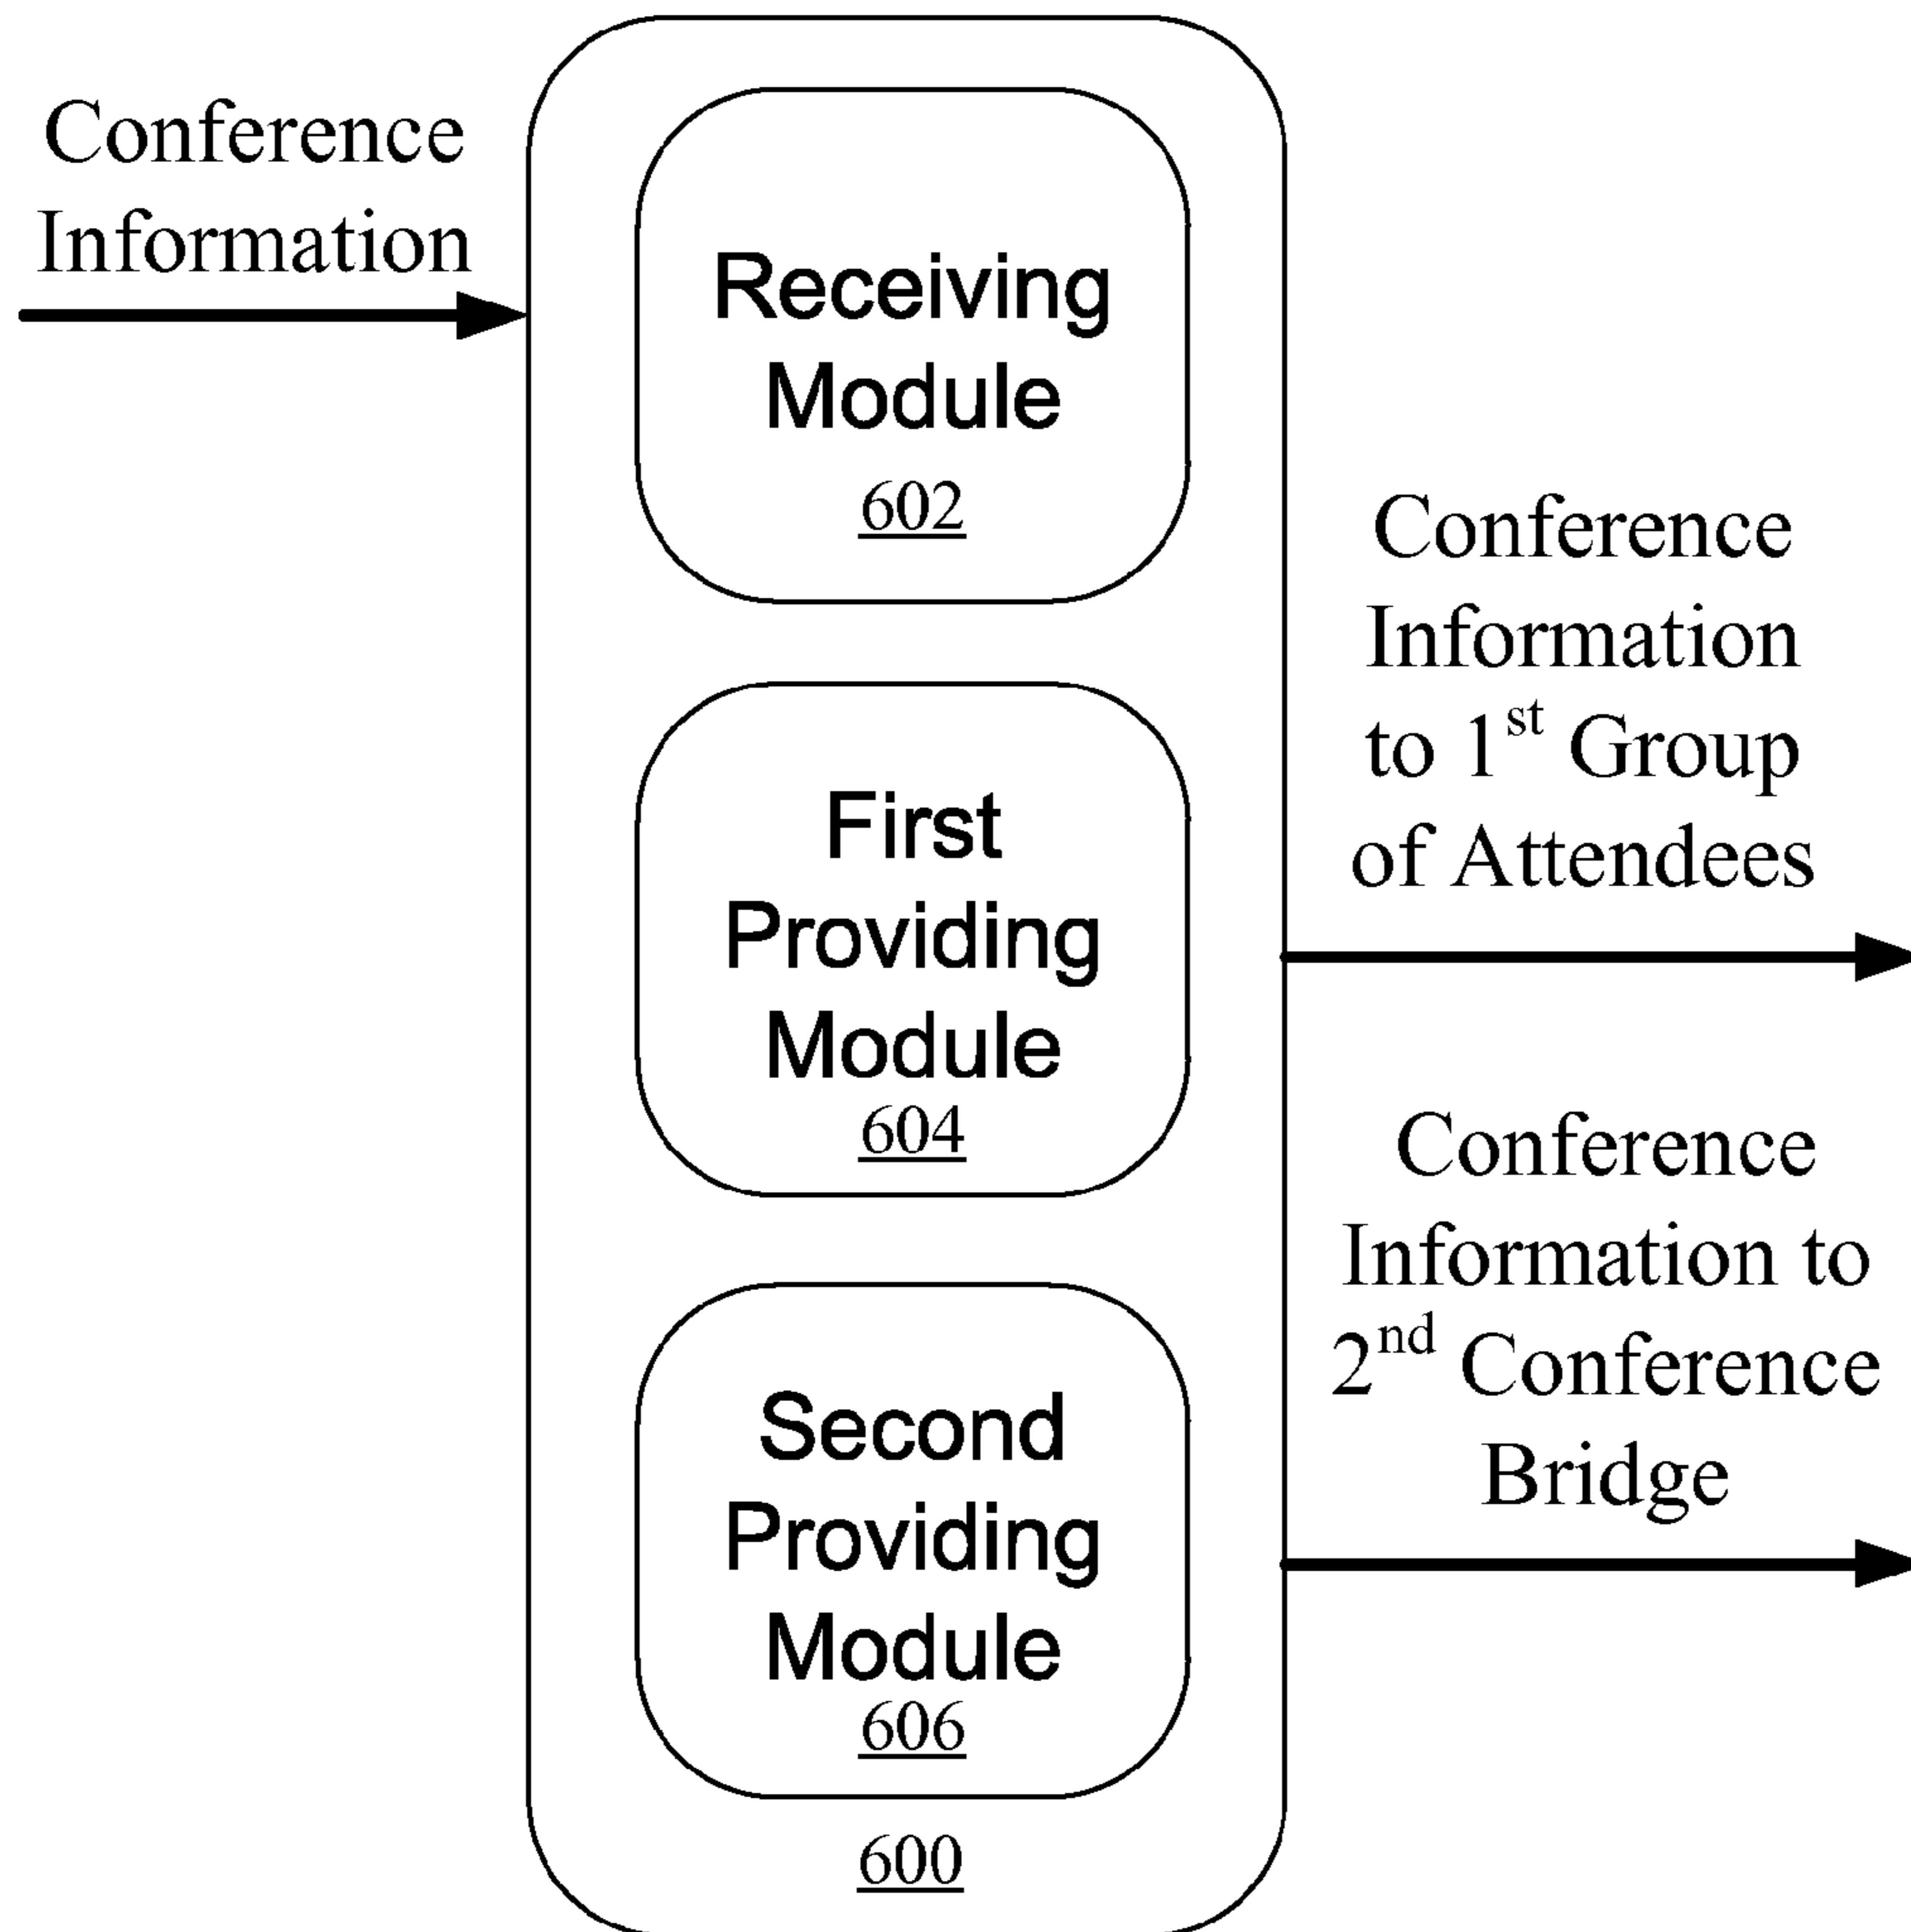 Conference
Information
Receiving
Module
602
First
Providing
Module
604
Second
Providing
Module
606
600
Conference
Information
to 1st Group
of Attendees
Conference
Information to
2nd Conference
Bridge